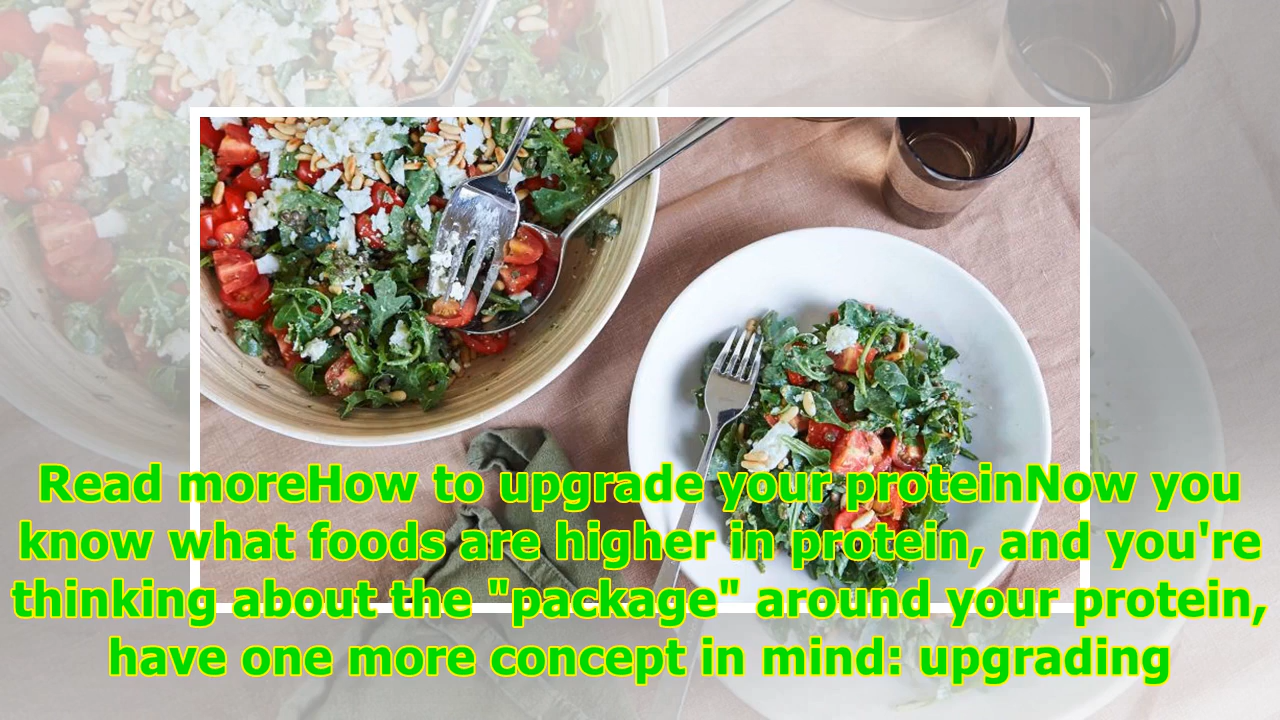 Read moreHow to upgrade your proteinNow you
know what foods are higher in protein, and you're
thinking about the "package" around your protein,
have one more concept in mind: upgrading